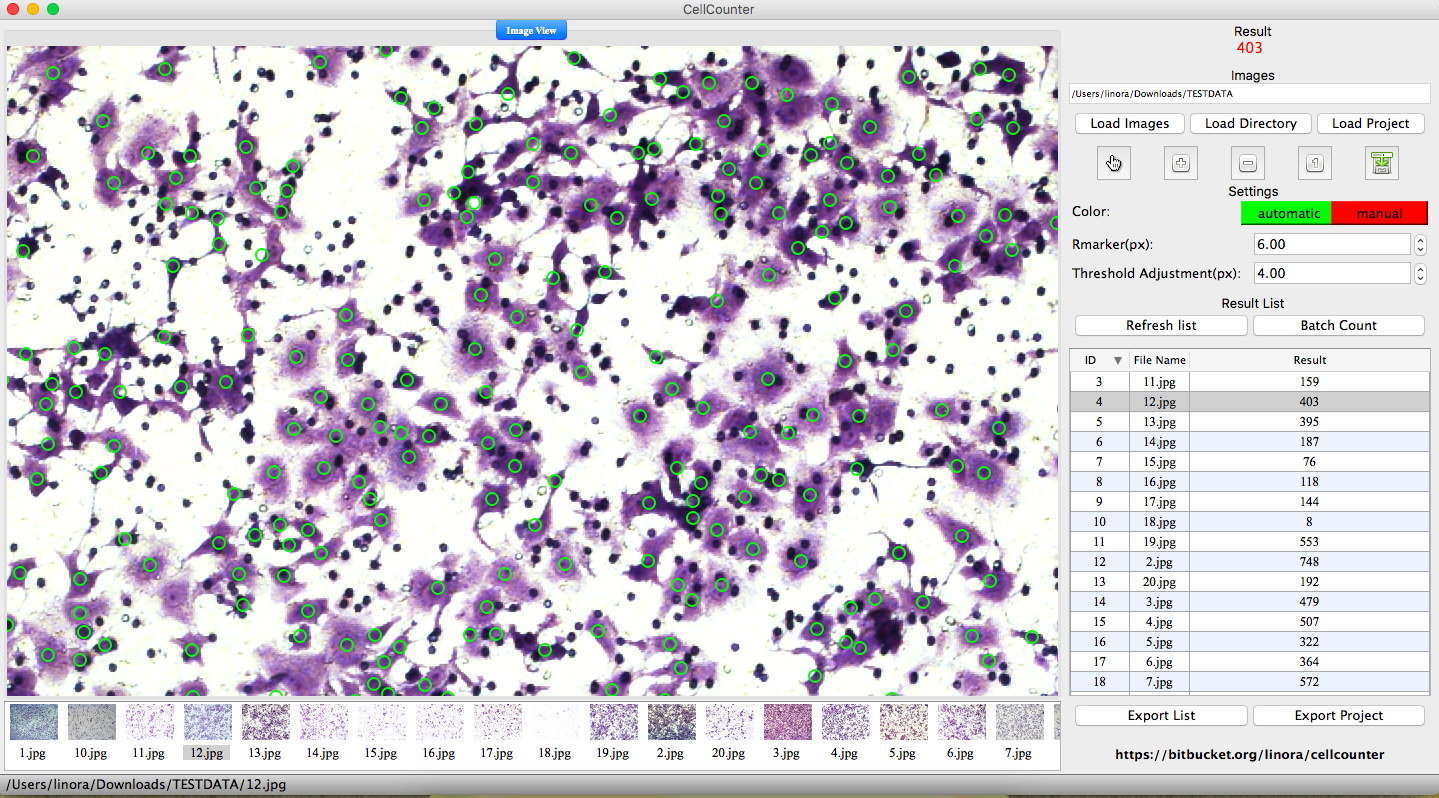 CellCounter
Image View
Result
403
Images
/Users/linora/Downloads/TESTDATA
Load Images Load Directory Load Project
Settings
Color: automatic manual
Rmarker(px): 6.00
Threshold Adjustment(px): 4.00
Result List
Refresh list Batch Count
ID File Name Result
3 11.jpg 159
4 12.jpg 403
5 13.jpg 395
6 14.jpg 187
7 15.jpg 76
8 16.jpg 118
9 17.jpg 144
10 18.jpg 8
11 19.jpg 553
12 2.jpg 748
13 20.jpg 192
14 3.jpg 479
15 4.jpg 507
16 5.jpg 322
17 6.jpg 364
18 7.jpg 572
1.jpg 10.jpg 11.jpg 12.jpg 13.jpg 14.jpg 15.jpg 16.jpg 17.jpg 18.jpg 19.jpg 2.jpg 20.jpg 3.jpg 4.jpg 5.jpg 6.jpg 7.jpg
Export List Export Project
https://bitbucket.org/linora/cellcounter
/Users/linora/Downloads/TESTDATA/12.jpg